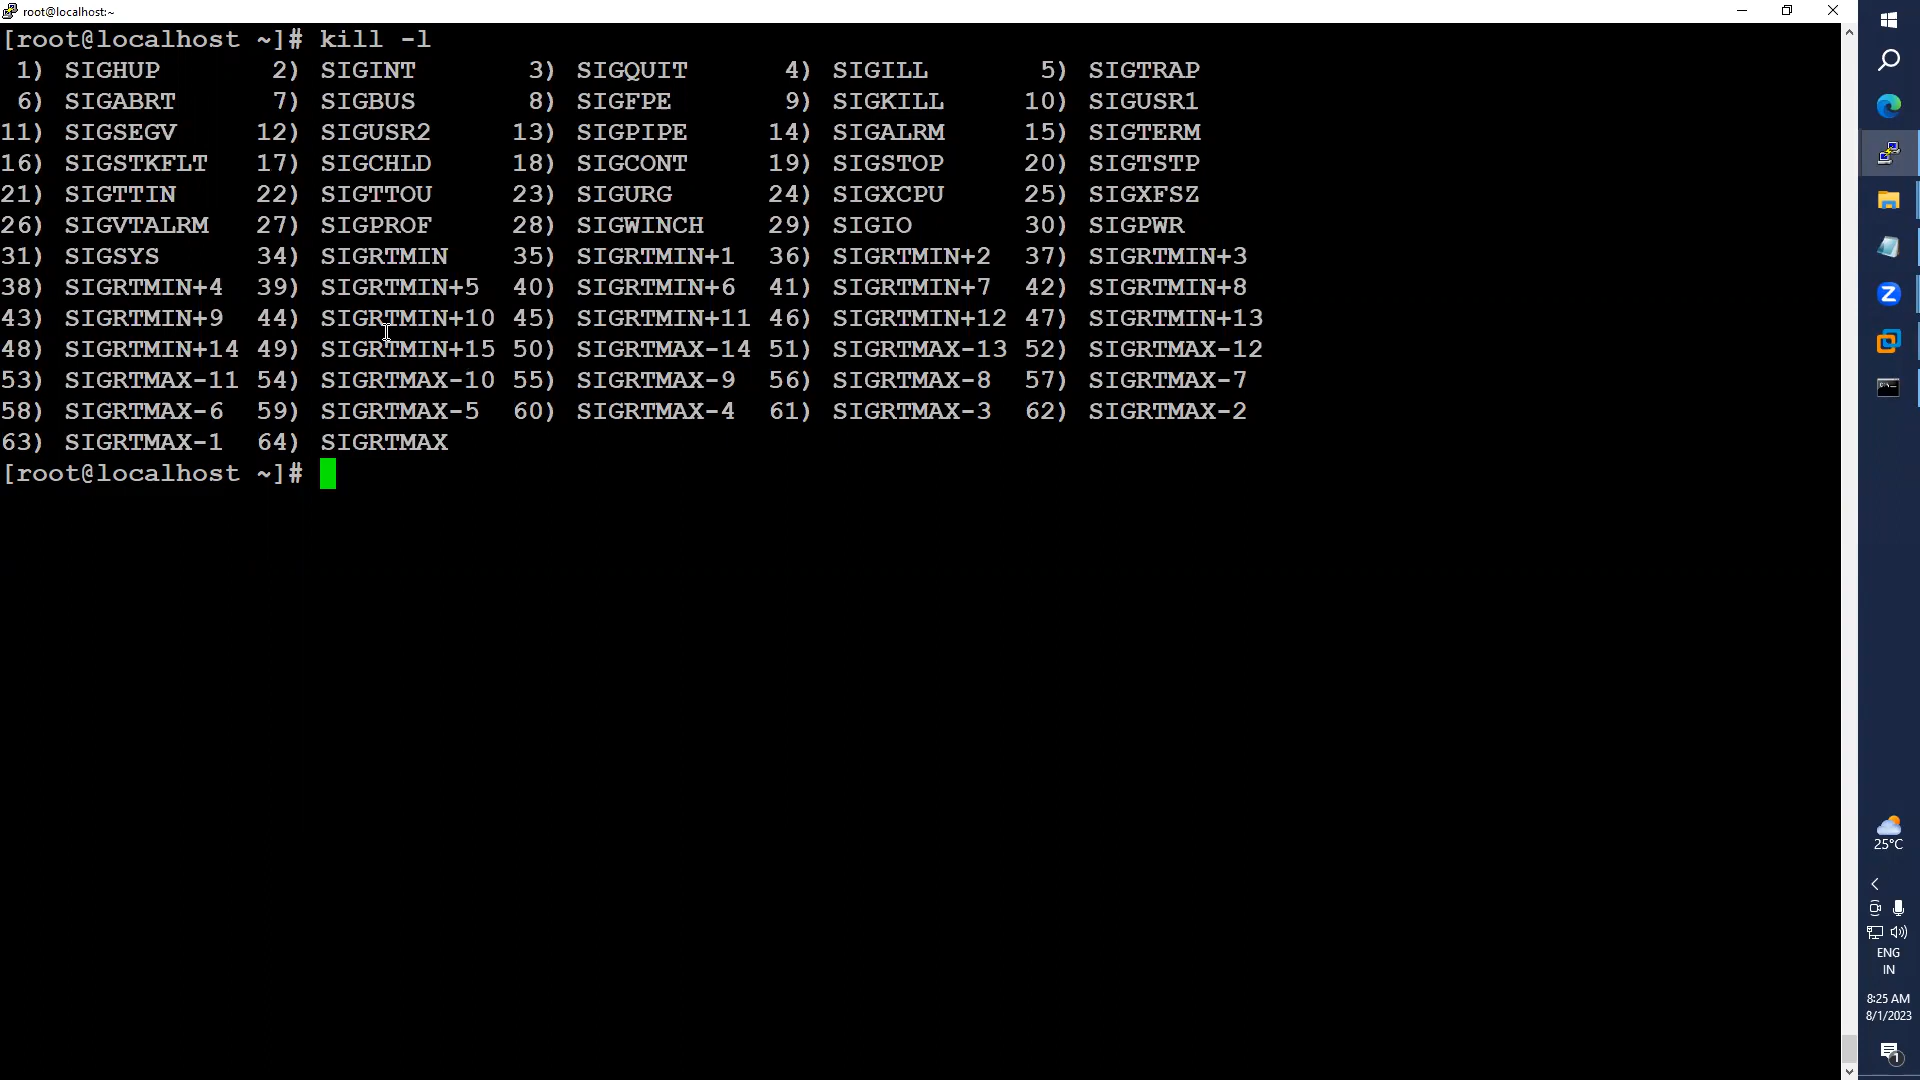 root@localhost:~
[root@localhost ~]# kill -l
 1) SIGHUP       2) SIGINT       3) SIGQUIT      4) SIGILL       5) SIGTRAP
 6) SIGABRT      7) SIGBUS       8) SIGFPE       9) SIGKILL     10) SIGUSR1
11) SIGSEGV     12) SIGUSR2     13) SIGPIPE     14) SIGALRM     15) SIGTERM
16) SIGSTKFLT   17) SIGCHLD     18) SIGCONT     19) SIGSTOP     20) SIGTSTP
21) SIGTTIN     22) SIGTTOU     23) SIGURG      24) SIGXCPU     25) SIGXFSZ
26) SIGVTALRM   27) SIGPROF     28) SIGWINCH    29) SIGIO       30) SIGPWR
31) SIGSYS      34) SIGRTMIN    35) SIGRTMIN+1  36) SIGRTMIN+2  37) SIGRTMIN+3
38) SIGRTMIN+4  39) SIGRTMIN+5  40) SIGRTMIN+6  41) SIGRTMIN+7  42) SIGRTMIN+8
43) SIGRTMIN+9  44) SIGRTMIN+10 45) SIGRTMIN+11 46) SIGRTMIN+12 47) SIGRTMIN+13
48) SIGRTMIN+14 49) SIGRTMIN+15 50) SIGRTMAX-14 51) SIGRTMAX-13 52) SIGRTMAX-12
53) SIGRTMAX-11 54) SIGRTMAX-10 55) SIGRTMAX-9  56) SIGRTMAX-8  57) SIGRTMAX-7
58) SIGRTMAX-6  59) SIGRTMAX-5  60) SIGRTMAX-4  61) SIGRTMAX-3  62) SIGRTMAX-2
63) SIGRTMAX-1  64) SIGRTMAX
[root@localhost ~]#
25°C
ENG
IN
8:25 AM
8/1/2023
1